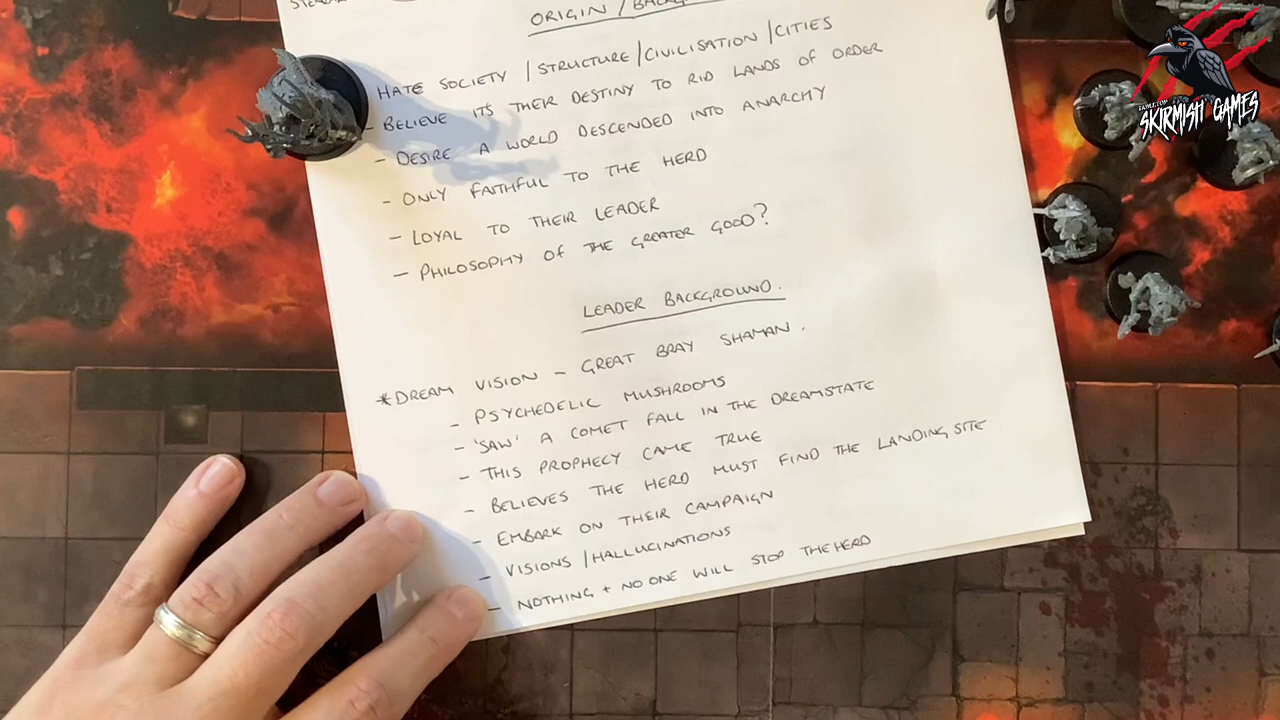 ORIGIN /
HATE SOCIETY / STRUCTURE / CIVILISATION / CITIES
- BELIEVE ITS THEIR DESTINY TO RID LANDS OF ORDER
- DESIRE A WORLD DESCENDED INTO ANARCHY
- ONLY FAITHFUL TO THE HERD
- LOYAL TO THEIR LEADER
- PHILOSOPHY OF THE GREATER GOOD?
LEADER BACKGROUND.
*DREAM VISION - GREAT BRAY SHAMAN.
- PSYCHEDELIC MUSHROOMS
- 'SAW' A COMET FALL IN THE DREAMSTATE
- THIS PROPHECY CAME TRUE
- BELIEVES THE HERD MUST FIND THE LANDING SITE
- EMBARK ON THEIR CAMPAIGN
- VISIONS / HALLUCINATIONS
- NOTHING + NO ONE WILL STOP THE HERD
TABLETOP
SKIRMISH GAMES